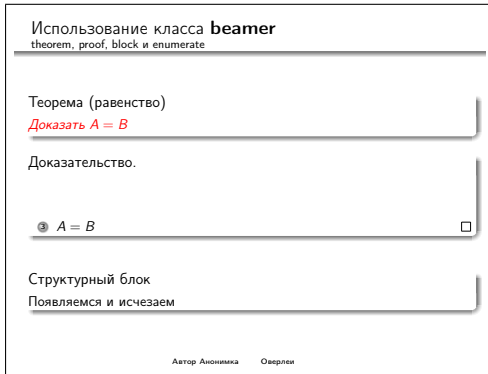 Использование класса beamer
theorem, proof, block и enumerate
Теорема (равенство)
Доказать A = B
Доказательство.
3 A = B □
Структурный блок
Появляемся и исчезаем
Автор Анонимка Оверлеи